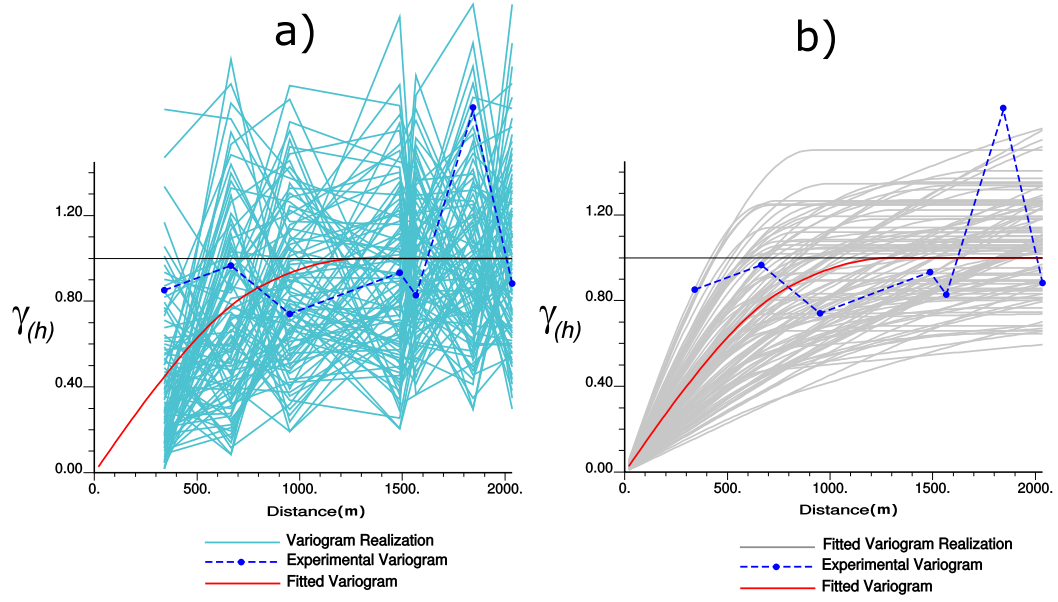 a)
1.20
0.80
0.40
0.00
γ(h)
0.
500.
1000.
1500.
2000.
Distance(m)
Variogram Realization
Experimental Variogram
Fitted Variogram
b)
1.20
0.80
0.40
0.00
γ(h)
0.
500.
1000.
1500.
2000.
Distance(m)
Fitted Variogram Realization
Experimental Variogram
Fitted Variogram